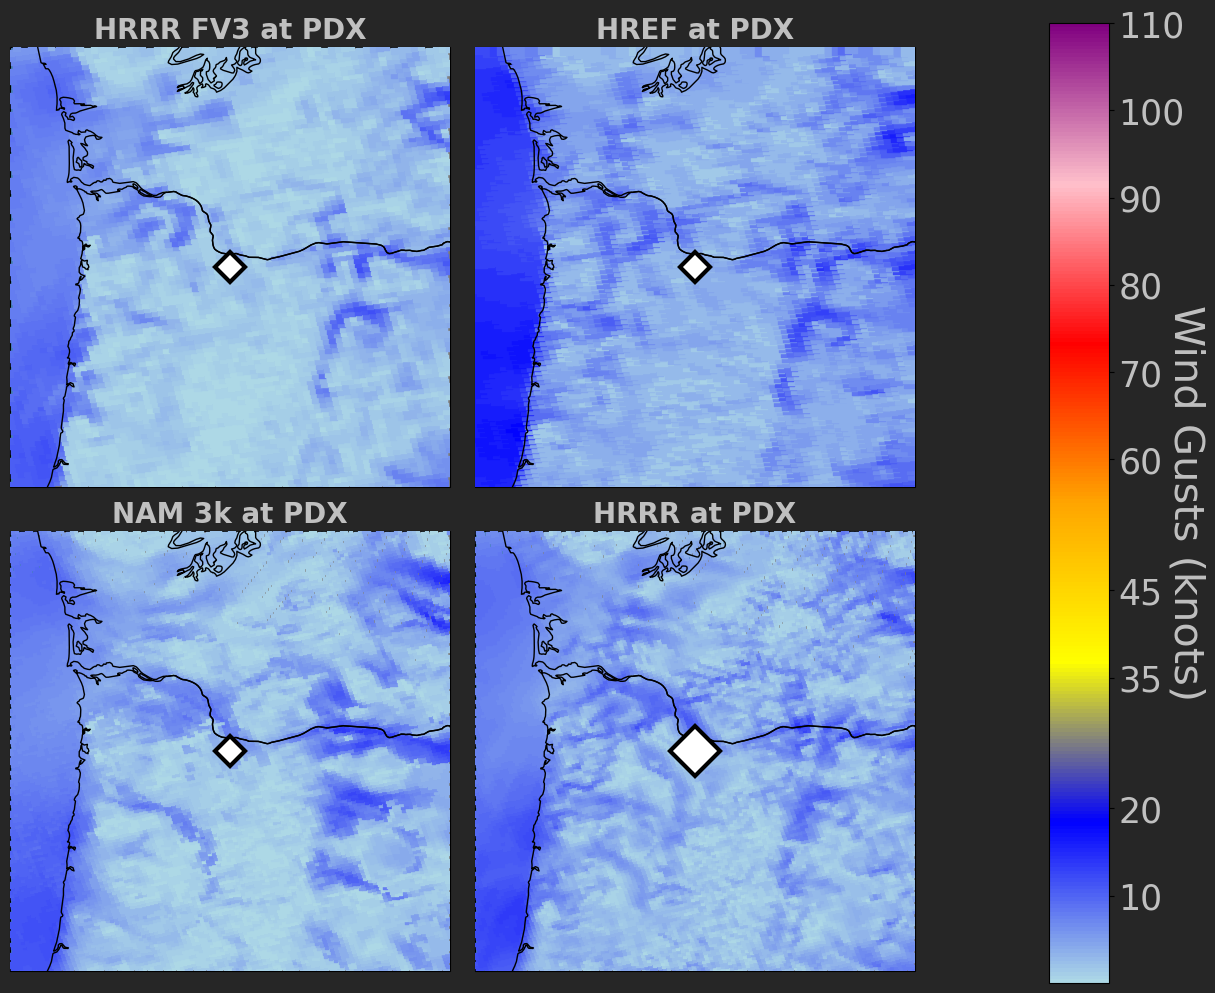 HRRR FV3 at PDX
HREF at PDX
NAM 3k at PDX
HRRR at PDX
110
100
90
80
70
60
45
35
20
10
Wind Gusts (knots)